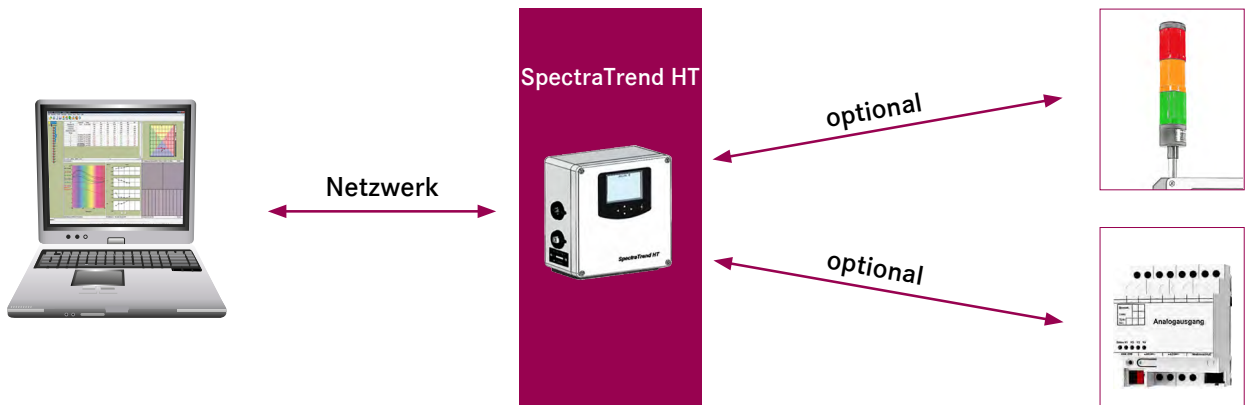 SpectraTrend HT
optional
Netzwerk
SpectraTrend HT
optional
Analogausgang